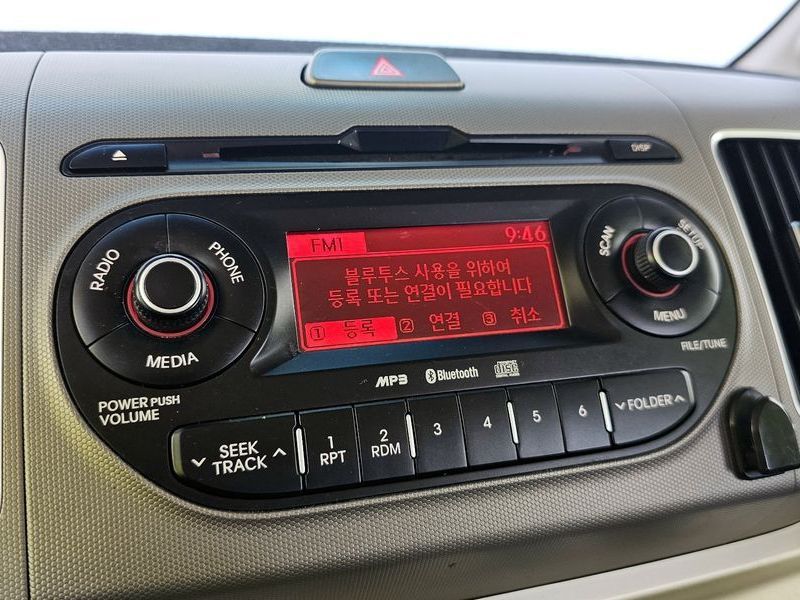 DISP
FM1 9:46
블루투스 사용을 위하여
등록 또는 연결이 필요합니다
① 등록 ② 연결 ③ 취소
RADIO
PHONE
MEDIA
SCAN
SETUP
MENU
FILE/TUNE
POWER PUSH
VOLUME
MP3 Bluetooth disc
SEEK
TRACK
1
RPT
2
RDM
3
4
5
6
FOLDER